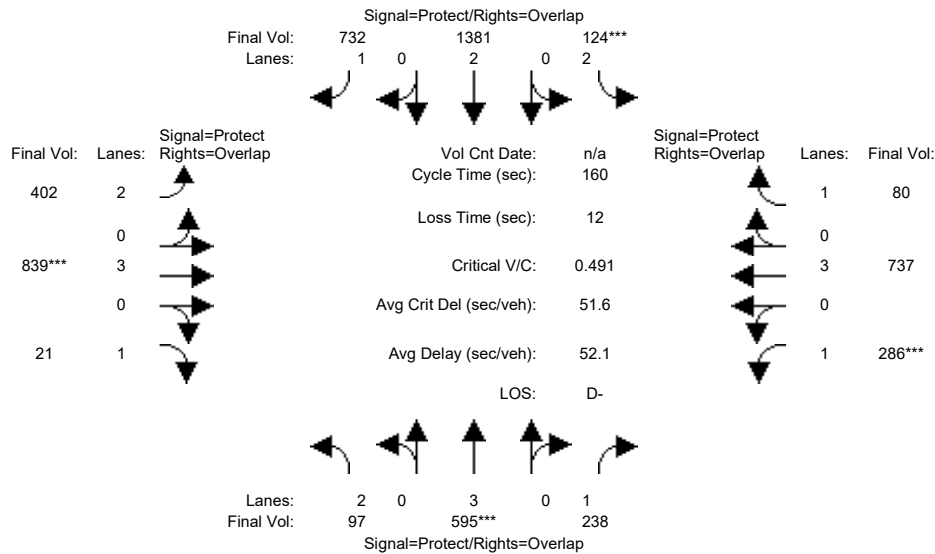 Signal=Protect/Rights=Overlap
Final Vol: 732 1381 124***
Lanes: 1 0 2 0 2
Signal=Protect Signal=Protect
Final Vol: Lanes: Rights=Overlap Vol Cnt Date: n/a Rights=Overlap Lanes: Final Vol:
Cycle Time (sec): 160
402 2 1 80
Loss Time (sec): 12
0 0
839*** 3 Critical V/C: 0.491 3 737
0 Avg Crit Del (sec/veh): 51.6 0
21 1 Avg Delay (sec/veh): 52.1 1 286***
LOS: D-
Lanes: 2 0 3 0 1
Final Vol: 97 595*** 238
Signal=Protect/Rights=Overlap